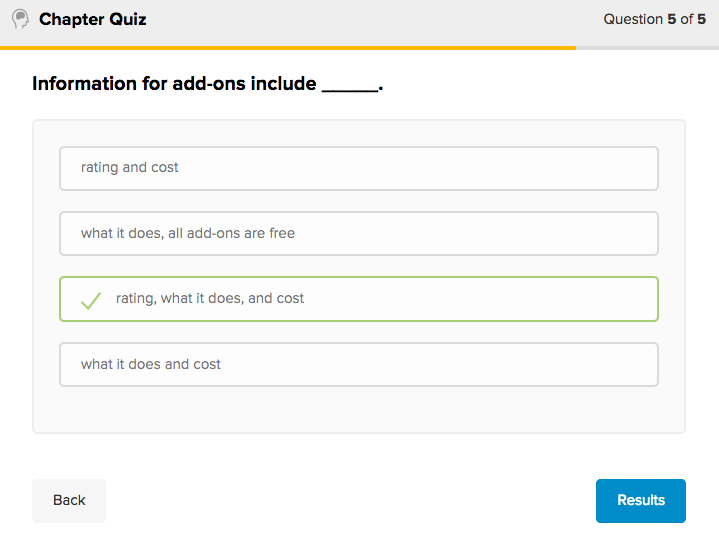 Chapter Quiz
Question 5 of 5
Information for add-ons include ______.
rating and cost
what it does, all add-ons are free
rating, what it does, and cost
what it does and cost
Back
Results